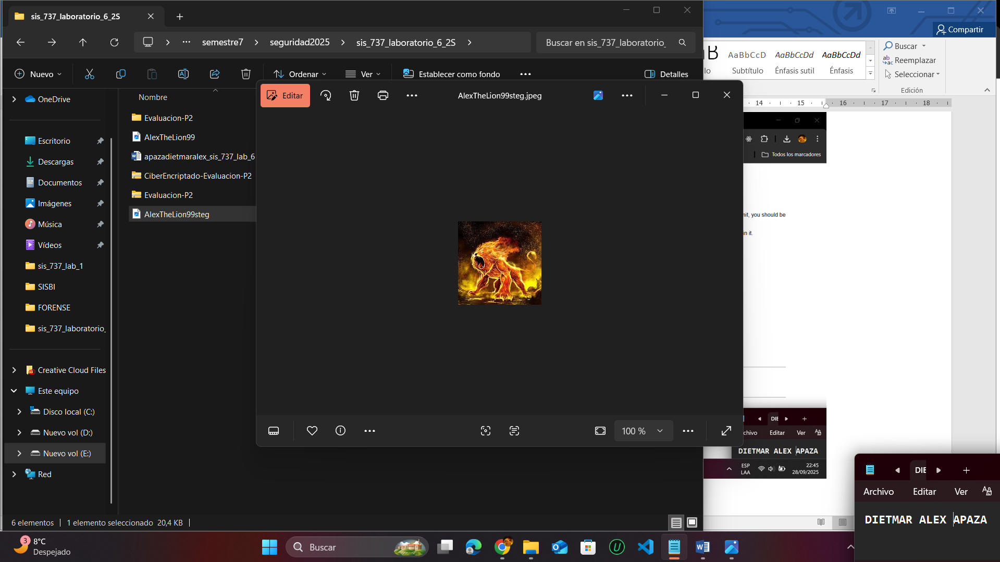 sis_737_laboratorio_6_2S
semestre7
seguridad2025
sis_737_laboratorio_6_2S
Buscar en sis_737_laboratorio_
Nuevo
Ordenar
Ver
Establecer como fondo
Detalles
OneDrive
Escritorio
Descargas
Documentos
Imágenes
Música
Vídeos
sis_737_lab_1
SISBI
FORENSE
sis_737_laboratorio_
Creative Cloud Files
Este equipo
Disco local (C:)
Nuevo vol (D:)
Nuevo vol (E:)
Red
Nombre
Evaluacion-P2
AlexTheLion99
apazadietmaralex_sis_737_lab_6
CiberEncriptado-Evaluacion-P2
Evaluacion-P2
AlexTheLion99steg
6 elementos
1 elemento seleccionado 20,4 KB
Editar
AlexTheLion99steg.jpeg
100 %
Compartir
AaBbCcD
AaBbCcDd
AaBbCcDd
Subtítulo
Énfasis sutil
Énfasis
Buscar
Reemplazar
Seleccionar
Edición
14 15 16 17 18
Todos los marcadores
mit, you should be
in it.
DIE
Editar
Ver
DIETMAR ALEX APAZA
ESP
LAA
22:45
28/09/2025
DIE
Archivo
Editar
Ver
DIETMAR ALEX APAZA
3
8°C
Despejado
Buscar